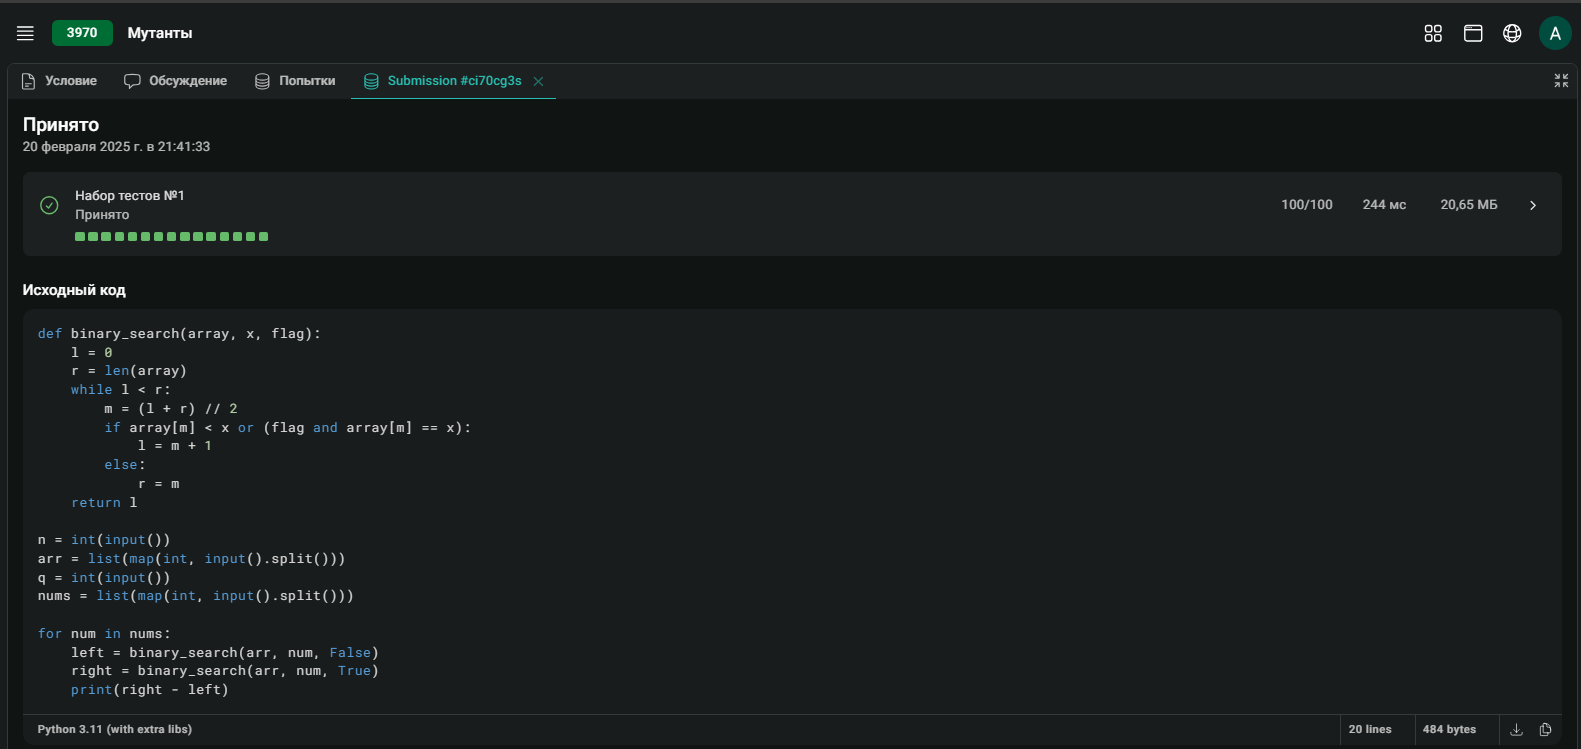 3970 Мутанты A
Условие Обсуждение Попытки Submission #ci70cg3s
Принято
20 февраля 2025 г. в 21:41:33
Набор тестов №1
Принято
100/100 244 мс 20,65 МБ
Исходный код
def binary_search(array, x, flag):
    l = 0
    r = len(array)
    while l < r:
        m = (l + r) // 2
        if array[m] < x or (flag and array[m] == x):
            l = m + 1
        else:
            r = m
    return l

n = int(input())
arr = list(map(int, input().split()))
q = int(input())
nums = list(map(int, input().split()))

for num in nums:
    left = binary_search(arr, num, False)
    right = binary_search(arr, num, True)
    print(right - left)
Python 3.11 (with extra libs) 20 lines 484 bytes